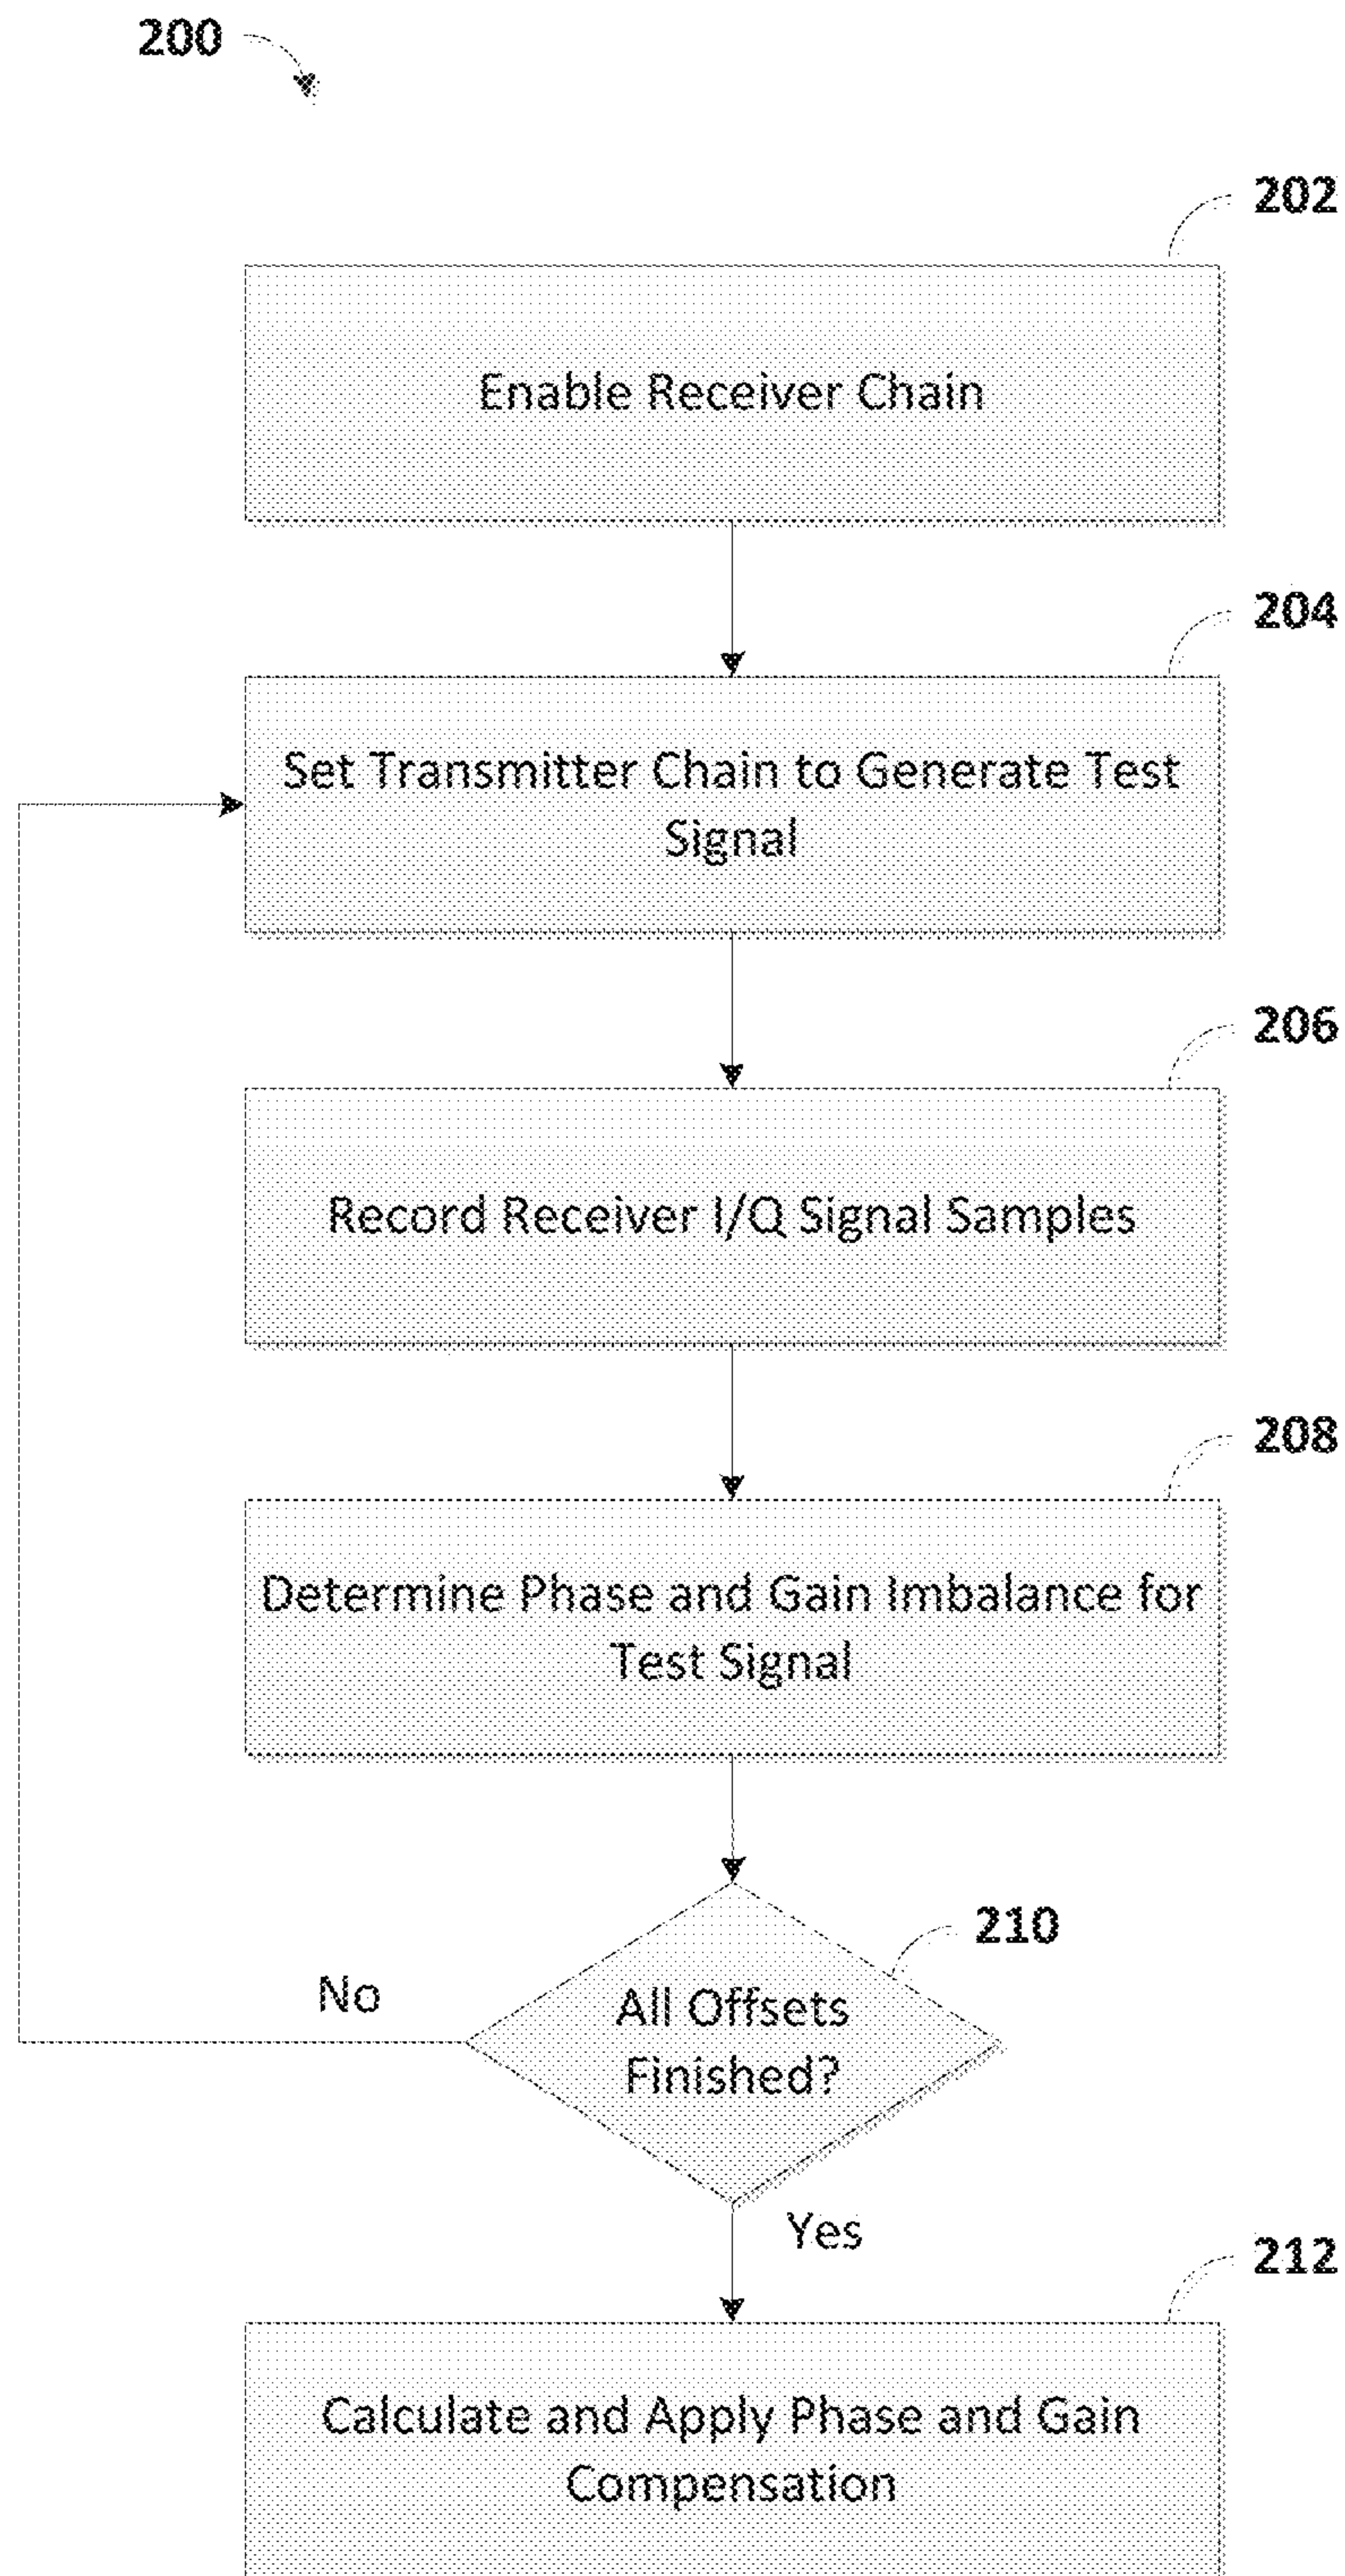 200
202
Enable Receiver Chain
204
Set Transmitter Chain to Generate Test
Signal
206
Record Receiver I/Q Signal Samples
208
Determine Phase and Gain Imbalance for
Test Signal
210
All Offsets
Finished?
No
Yes
212
Calculate and Apply Phase and Gain
Compensation